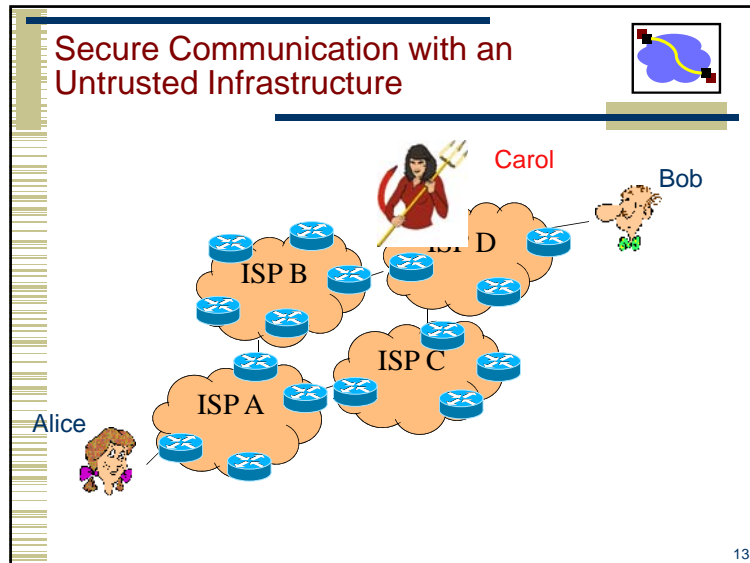 Secure Communication with an
Untrusted Infrastructure
Carol
Bob
ISP D
ISP B
ISP C
ISP A
Alice
13